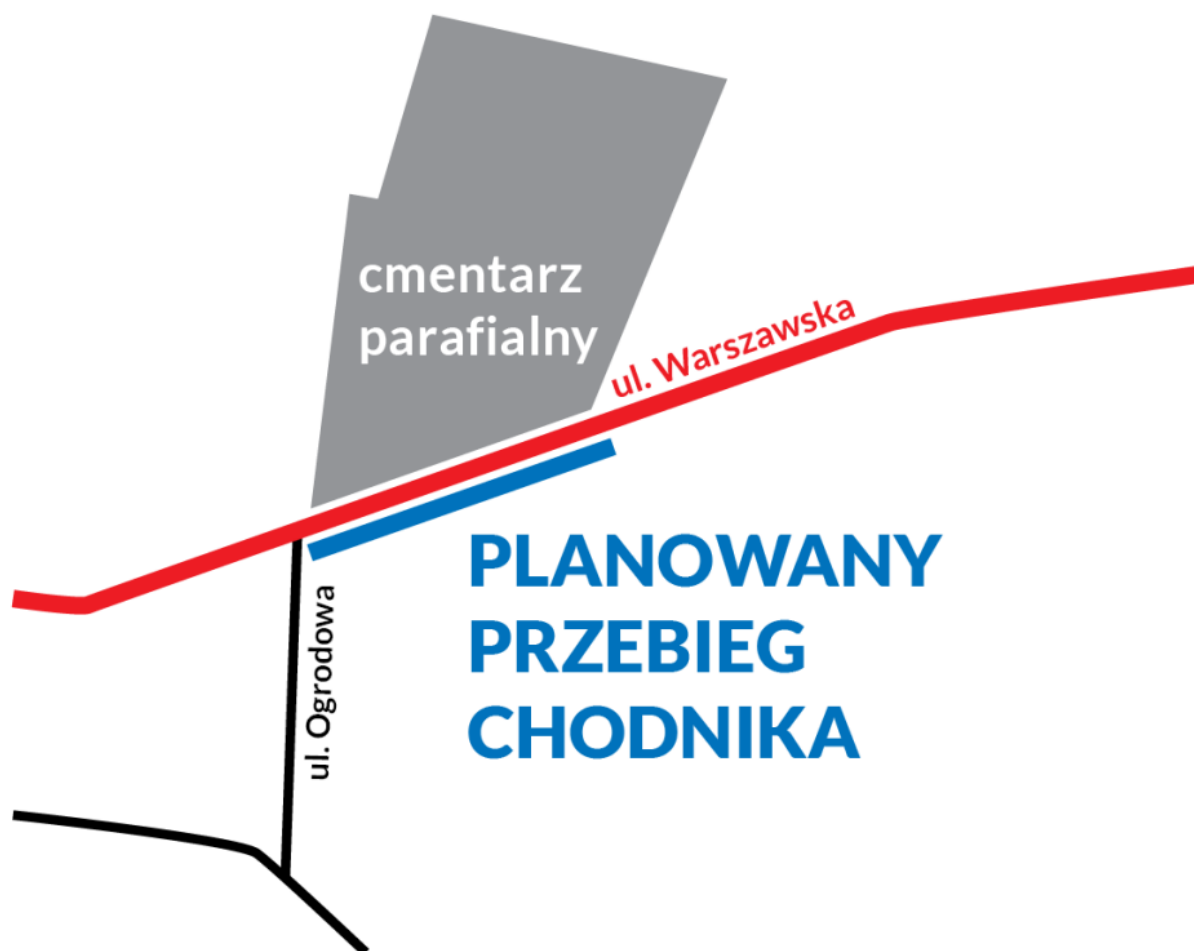 cmentarz
parafialny
ul. Warszawska
PLANOWANY
PRZEBIEG
CHODNIKA
ul. Ogrodowa